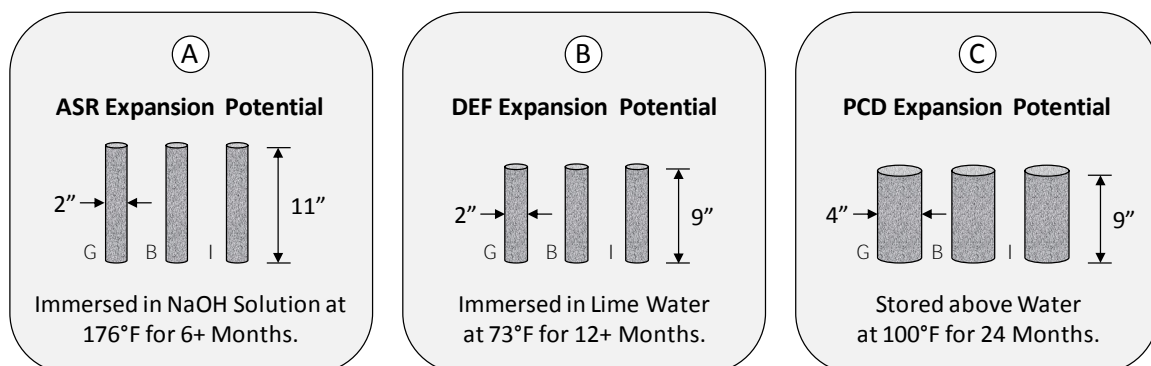 A
ASR Expansion Potential
2”
11”
G B I
Immersed in NaOH Solution at
176°F for 6+ Months.
B
DEF Expansion Potential
2”
9”
G B I
Immersed in Lime Water
at 73°F for 12+ Months.
C
PCD Expansion Potential
4”
9”
G B I
Stored above Water
at 100°F for 24 Months.